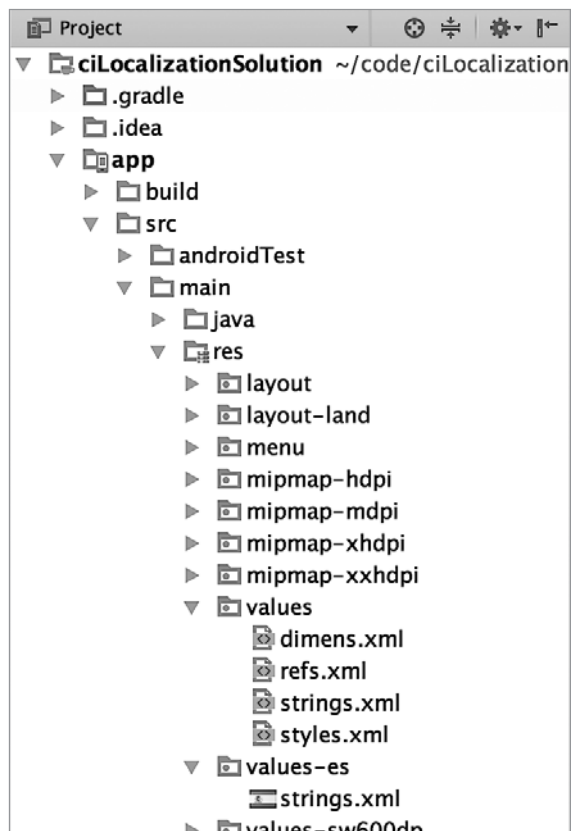 Project
ciLocalizationSolution ~/code/ciLocalization
.gradle
.idea
app
build
src
androidTest
main
java
res
layout
layout-land
menu
mipmap-hdpi
mipmap-mdpi
mipmap-xhdpi
mipmap-xxhdpi
values
dimens.xml
refs.xml
strings.xml
styles.xml
values-es
strings.xml
values-sw600dp